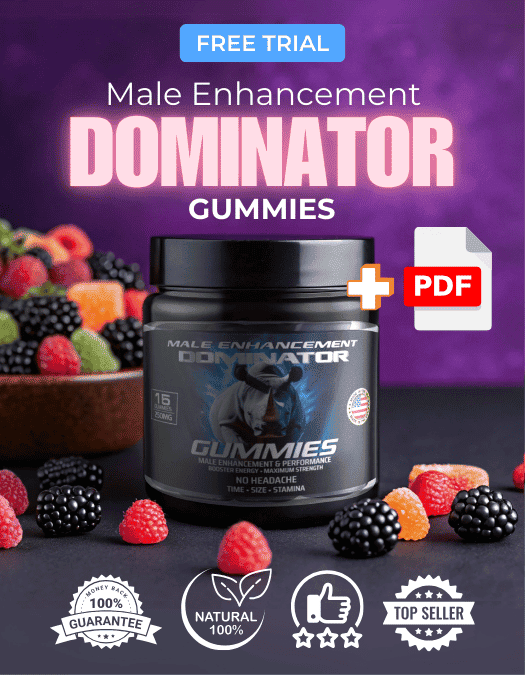 FREE TRIAL
Male Enhancement
DOMINATOR
GUMMIES
PDF
MALE ENHANCEMENT
DOMINATOR
15
GUMMIES
GUMMIES
MALE ENHANCEMENT & PERFORMANCE
BOOSTER ENERGY • MAXIMUM STRENGTH
NO HEADACHE
TIME - SIZE - STAMINA
MONEY BACK
100%
GUARANTEE
NATURAL
100%
TOP SELLER